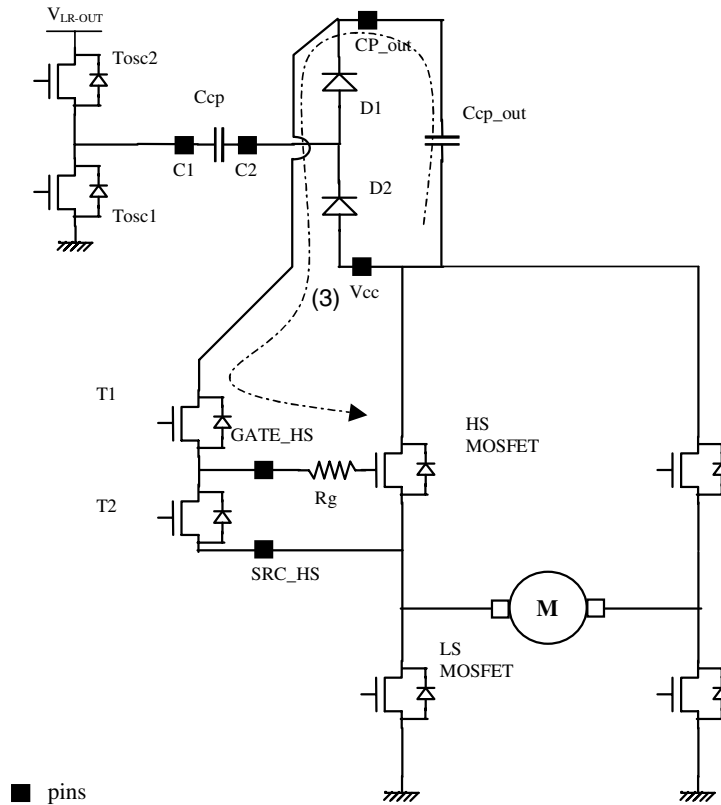 V_LR-OUT
Tosc2
CP_out
Ccp
D1
Ccp_out
C1
C2
D2
Tosc1
Vcc
(3)
T1
HS
MOSFET
GATE_HS
Rg
T2
SRC_HS
M
LS
MOSFET
pins